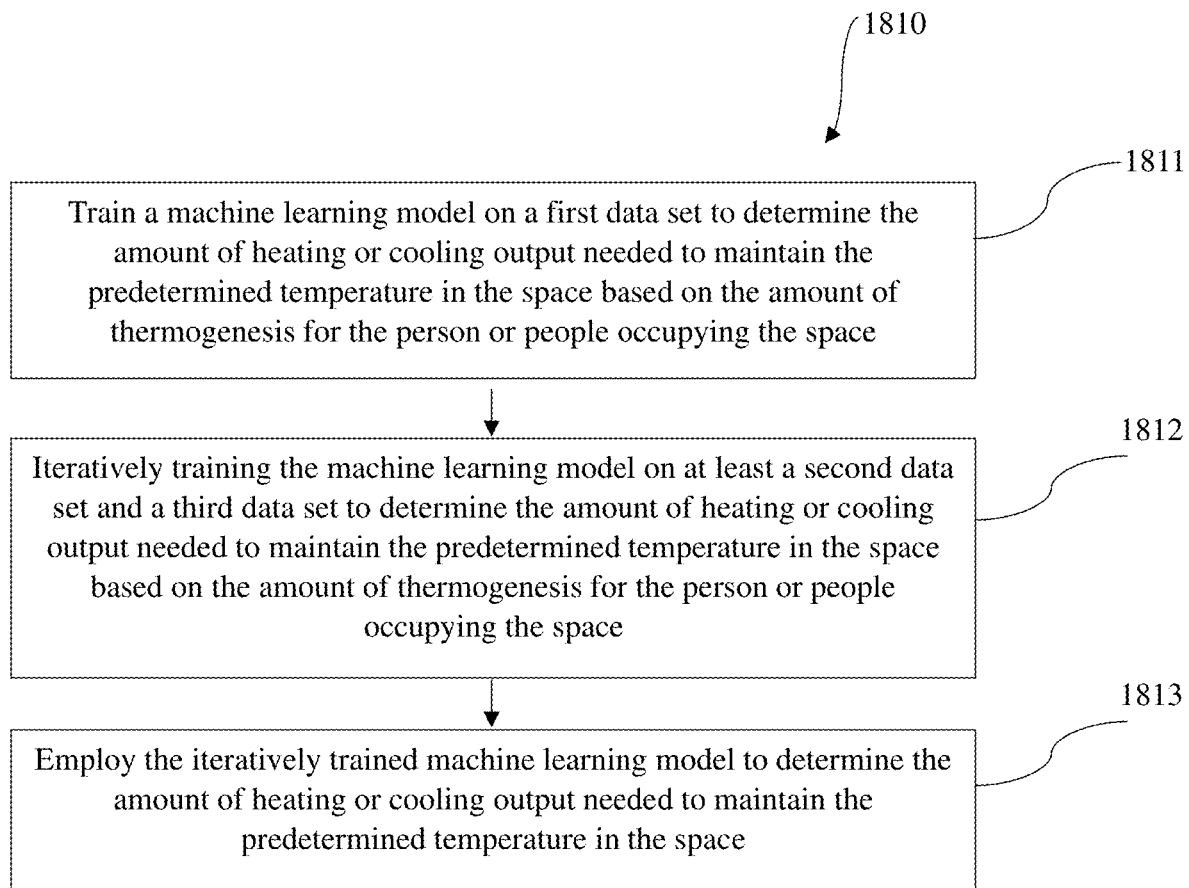 1810
1811
Train a machine learning model on a first data set to determine the
amount of heating or cooling output needed to maintain the
predetermined temperature in the space based on the amount of
thermogenesis for the person or people occupying the space
1812
Iteratively training the machine learning model on at least a second data
set and a third data set to determine the amount of heating or cooling
output needed to maintain the predetermined temperature in the space
based on the amount of thermogenesis for the person or people
occupying the space
1813
Employ the iteratively trained machine learning model to determine the
amount of heating or cooling output needed to maintain the
predetermined temperature in the space